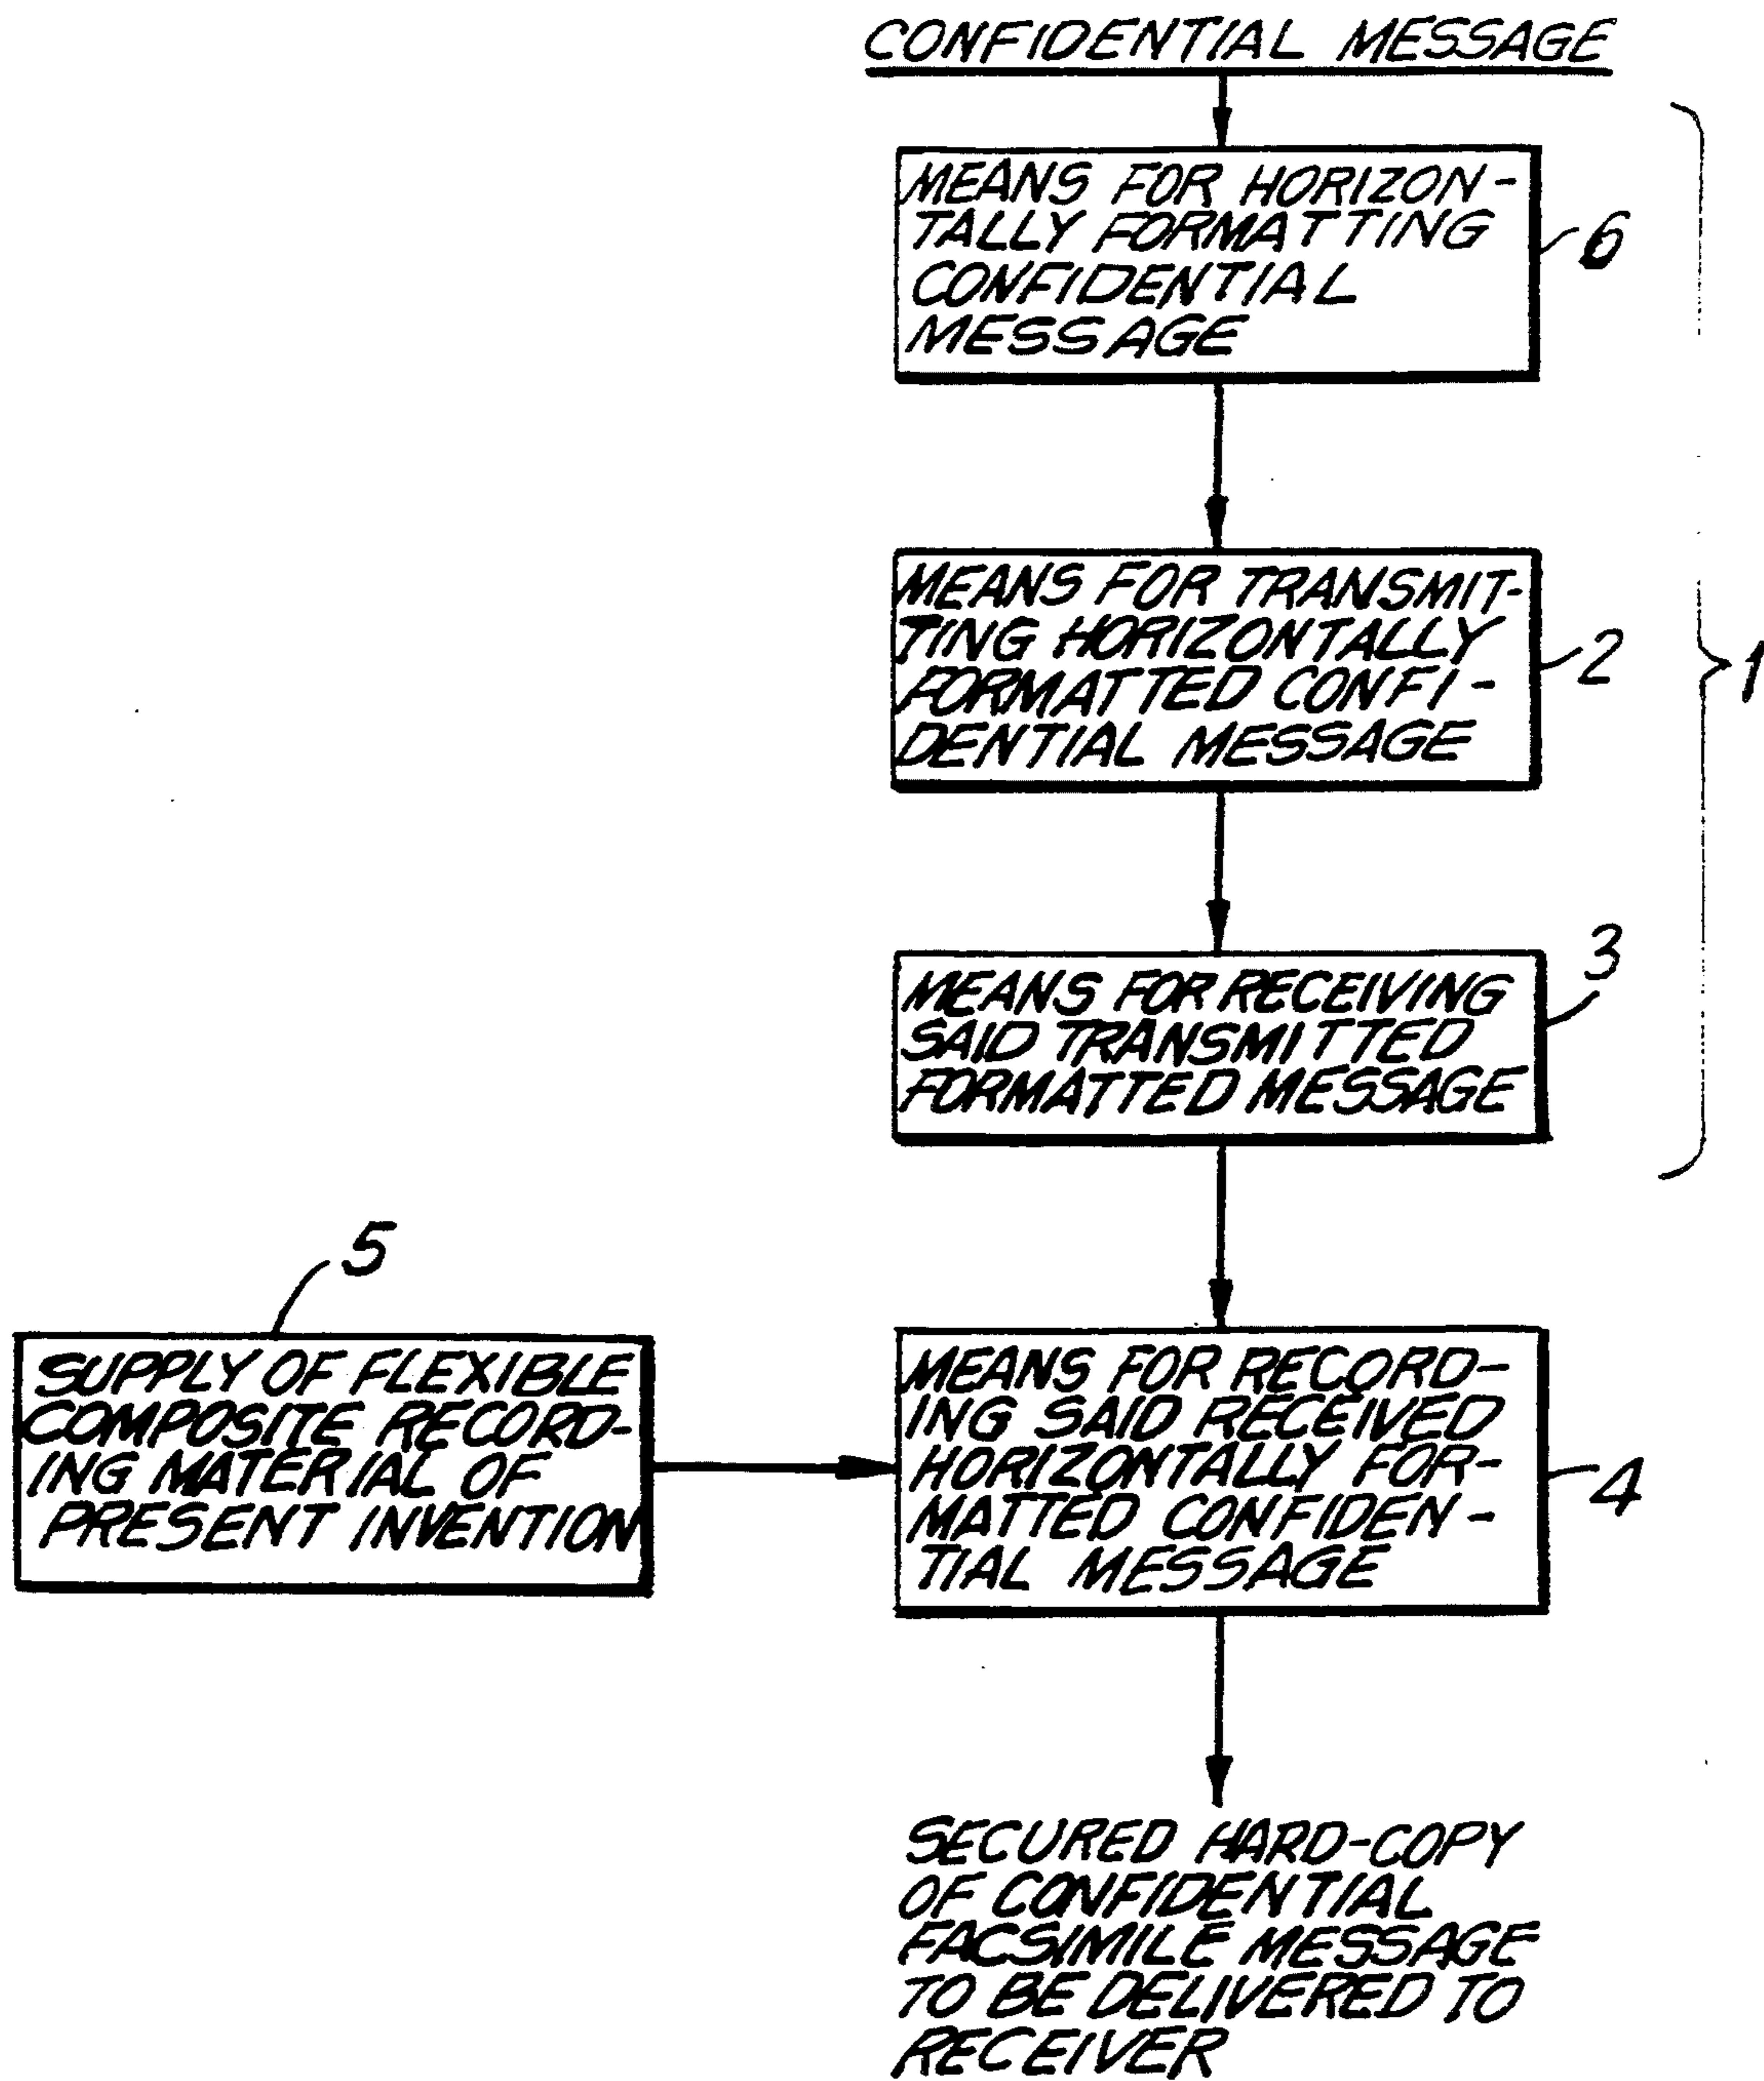 CONFIDENTIAL MESSAGE
MEANS FOR HORIZON-
TALLY FORMATTING
CONFIDENTIAL
MESSAGE
6
MEANS FOR TRANSMIT-
TING HORIZONTALLY
FORMATTED CONFI-
DENTIAL MESSAGE
2
1
MEANS FOR RECEIVING
SAID TRANSMITTED
FORMATTED MESSAGE
3
5
SUPPLY OF FLEXIBLE
COMPOSITE RECORD-
ING MATERIAL OF
PRESENT INVENTION
MEANS FOR RECORD-
ING SAID RECEIVED
HORIZONTALLY FOR-
MATTED CONFIDEN-
TIAL MESSAGE
4
SECURED HARD-COPY
OF CONFIDENTIAL
FACSIMILE MESSAGE
TO BE DELIVERED TO
RECEIVER